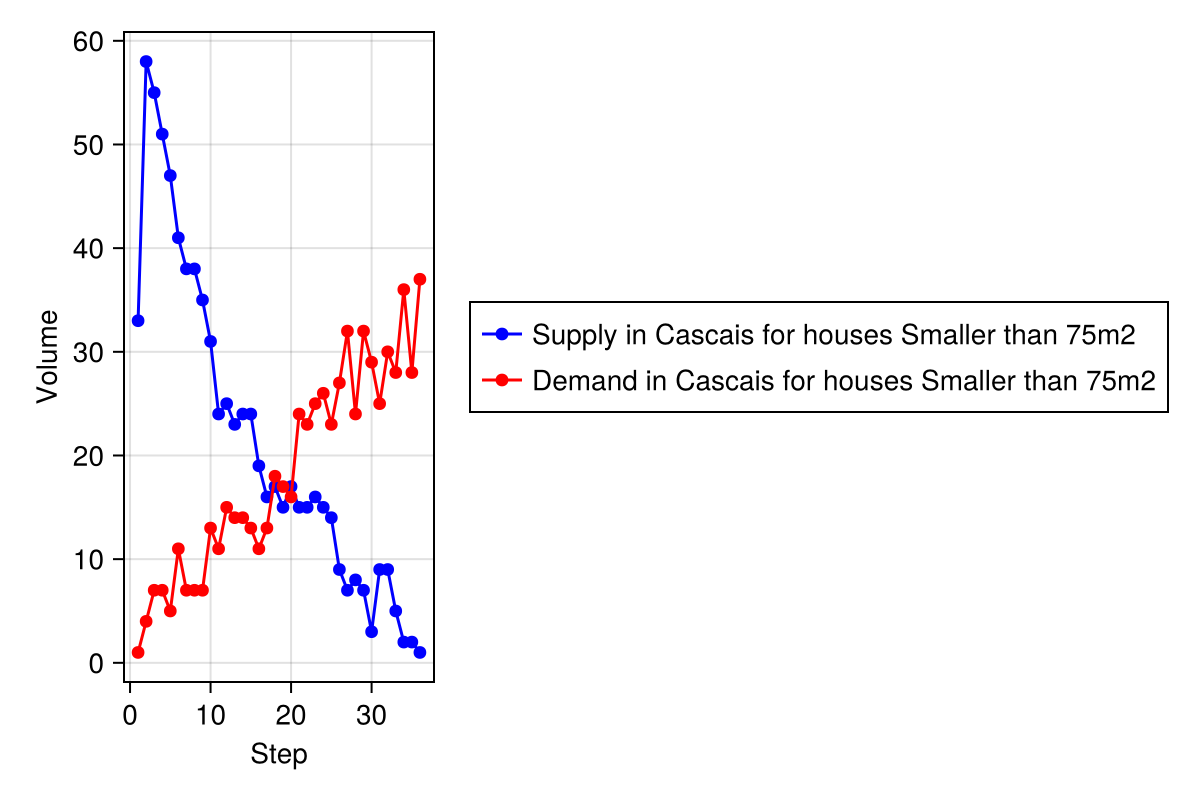 60
50
40
30
20
10
0
Volume
0 10 20 30
Step
Supply in Cascais for houses Smaller than 75m2
Demand in Cascais for houses Smaller than 75m2